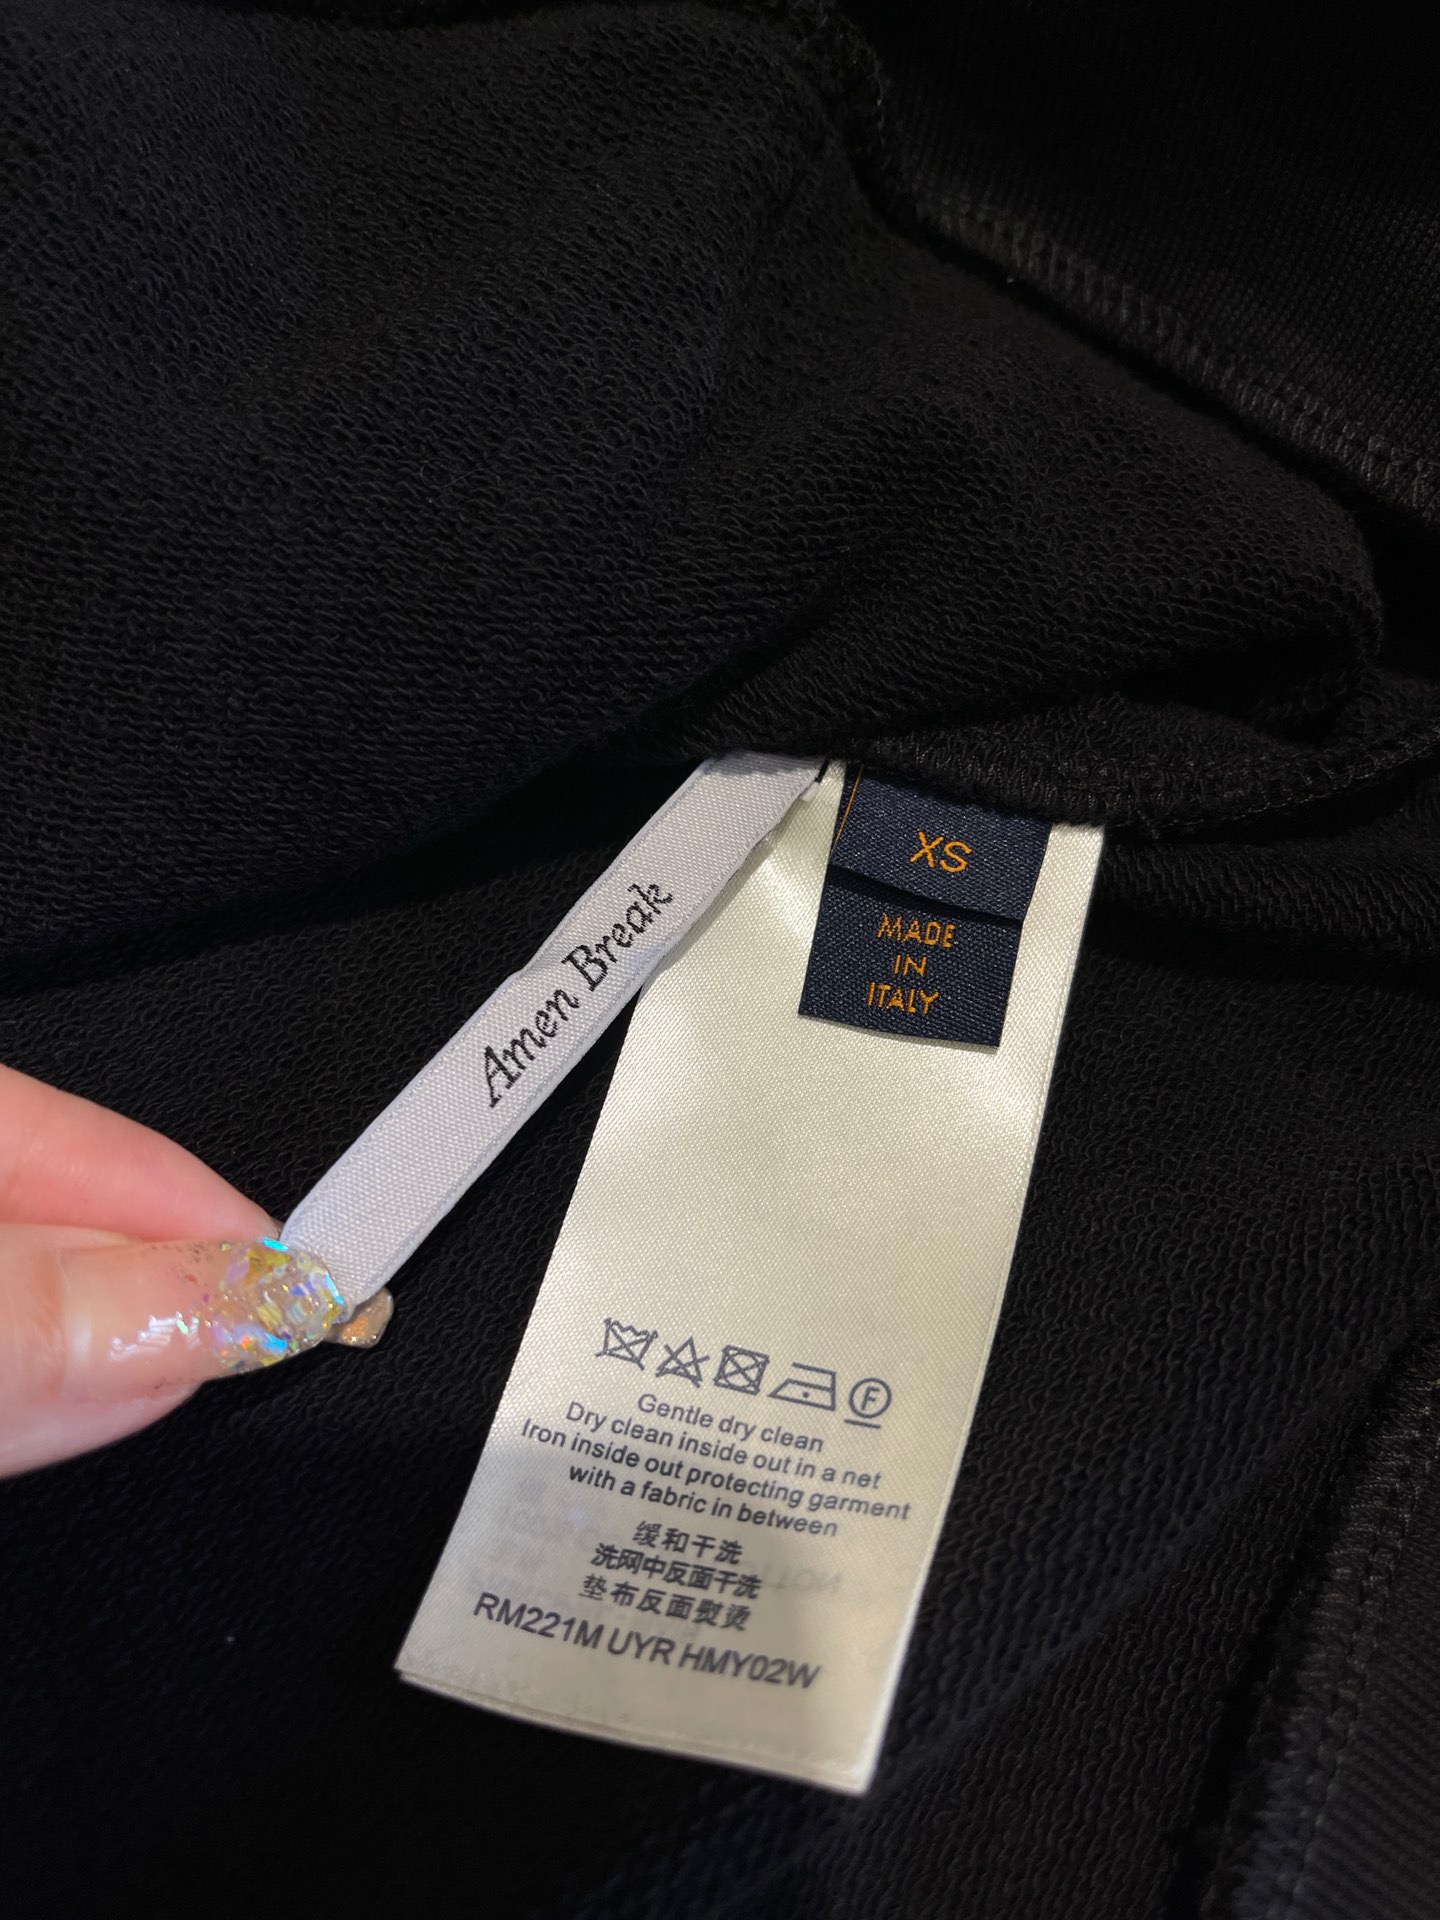 Amen Break
XS
MADE
IN
ITALY
F
Gentle dry clean
Dry clean inside out in a net
Iron inside out protecting garment
with a fabric in between
缓和干洗
洗网中反面干洗
垫布反面熨烫
RM221M UYR HMY02W